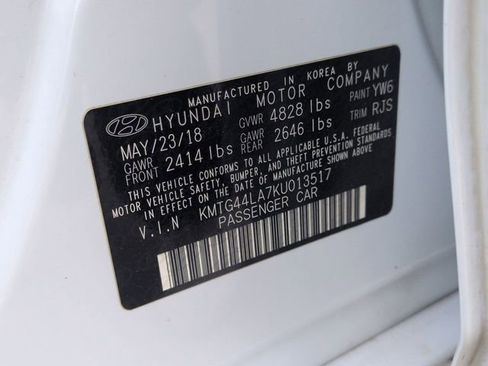 MANUFACTURED IN KOREA BY
HYUNDAI MOTOR COMPANY
MAY/23/18 GVWR 4828 lbs PAINT YW6
GAWR FRONT 2414 lbs GAWR REAR 2646 lbs TRIM RJS
THIS VEHICLE CONFORMS TO ALL APPLICABLE U.S.A. FEDERAL
MOTOR VEHICLE SAFETY, BUMPER, AND THEFT PREVENTION
STANDARDS IN EFFECT ON THE DATE OF MANUFACTURE SHOWN ABOVE.
V.I.N KMTG44LA7KU013517
PASSENGER CAR